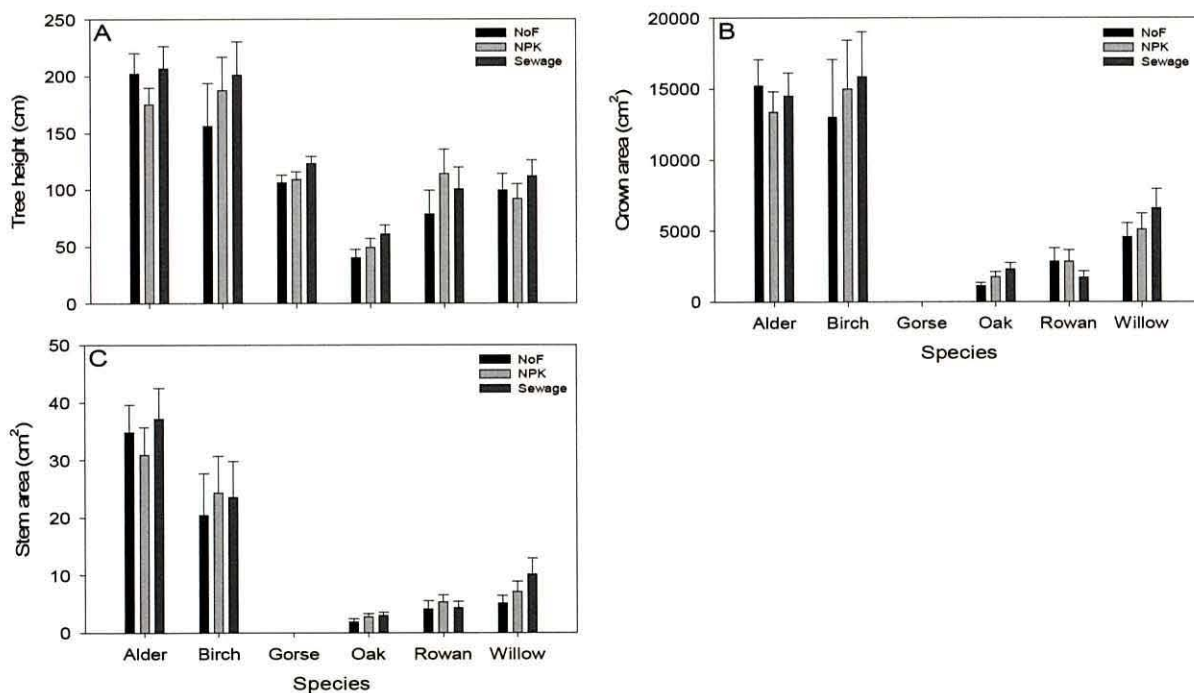 A
250
200
150
100
50
0
Tree height (cm)
NoF
NPK
Sewage
B
20000
15000
10000
5000
0
Crown area (cm²)
NoF
NPK
Sewage
Alder Birch Gorse Oak Rowan Willow
Species
C
50
40
30
20
10
0
Stem area (cm²)
NoF
NPK
Sewage
Alder Birch Gorse Oak Rowan Willow
Species